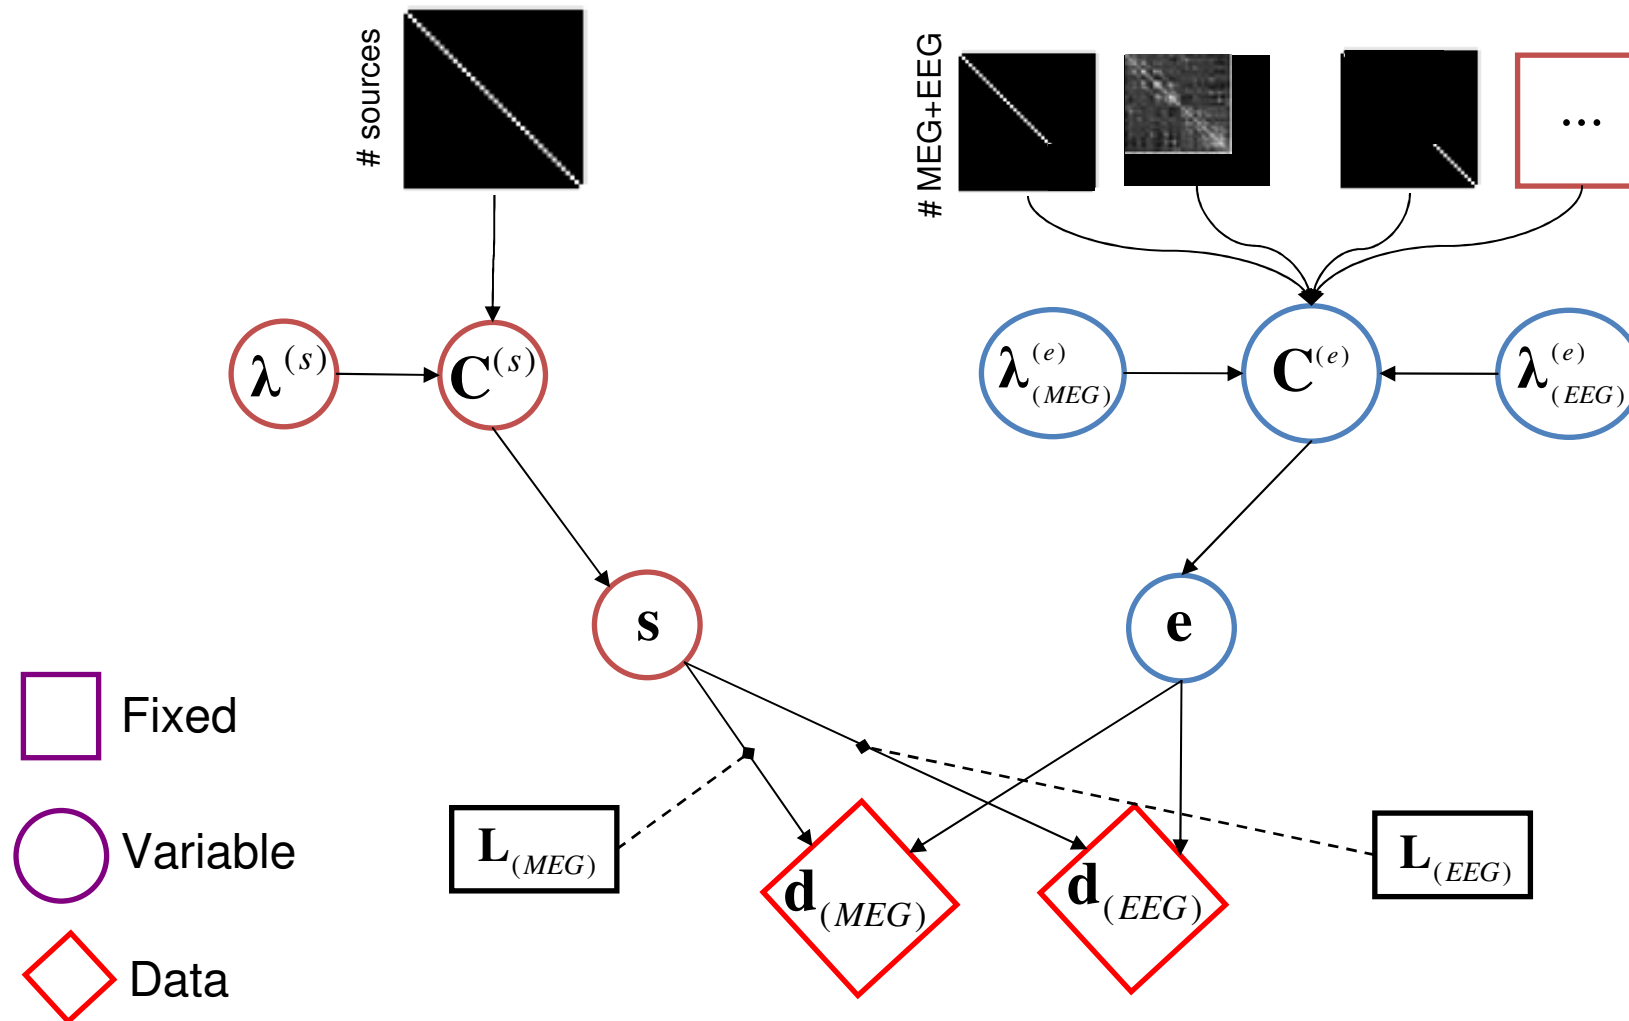 # sources
# MEG+EEG
...
λ(s)
C(s)
λ(e)(MEG)
C(e)
λ(e)(EEG)
s
e
Fixed
Variable
Data
L(MEG)
d(MEG)
d(EEG)
L(EEG)